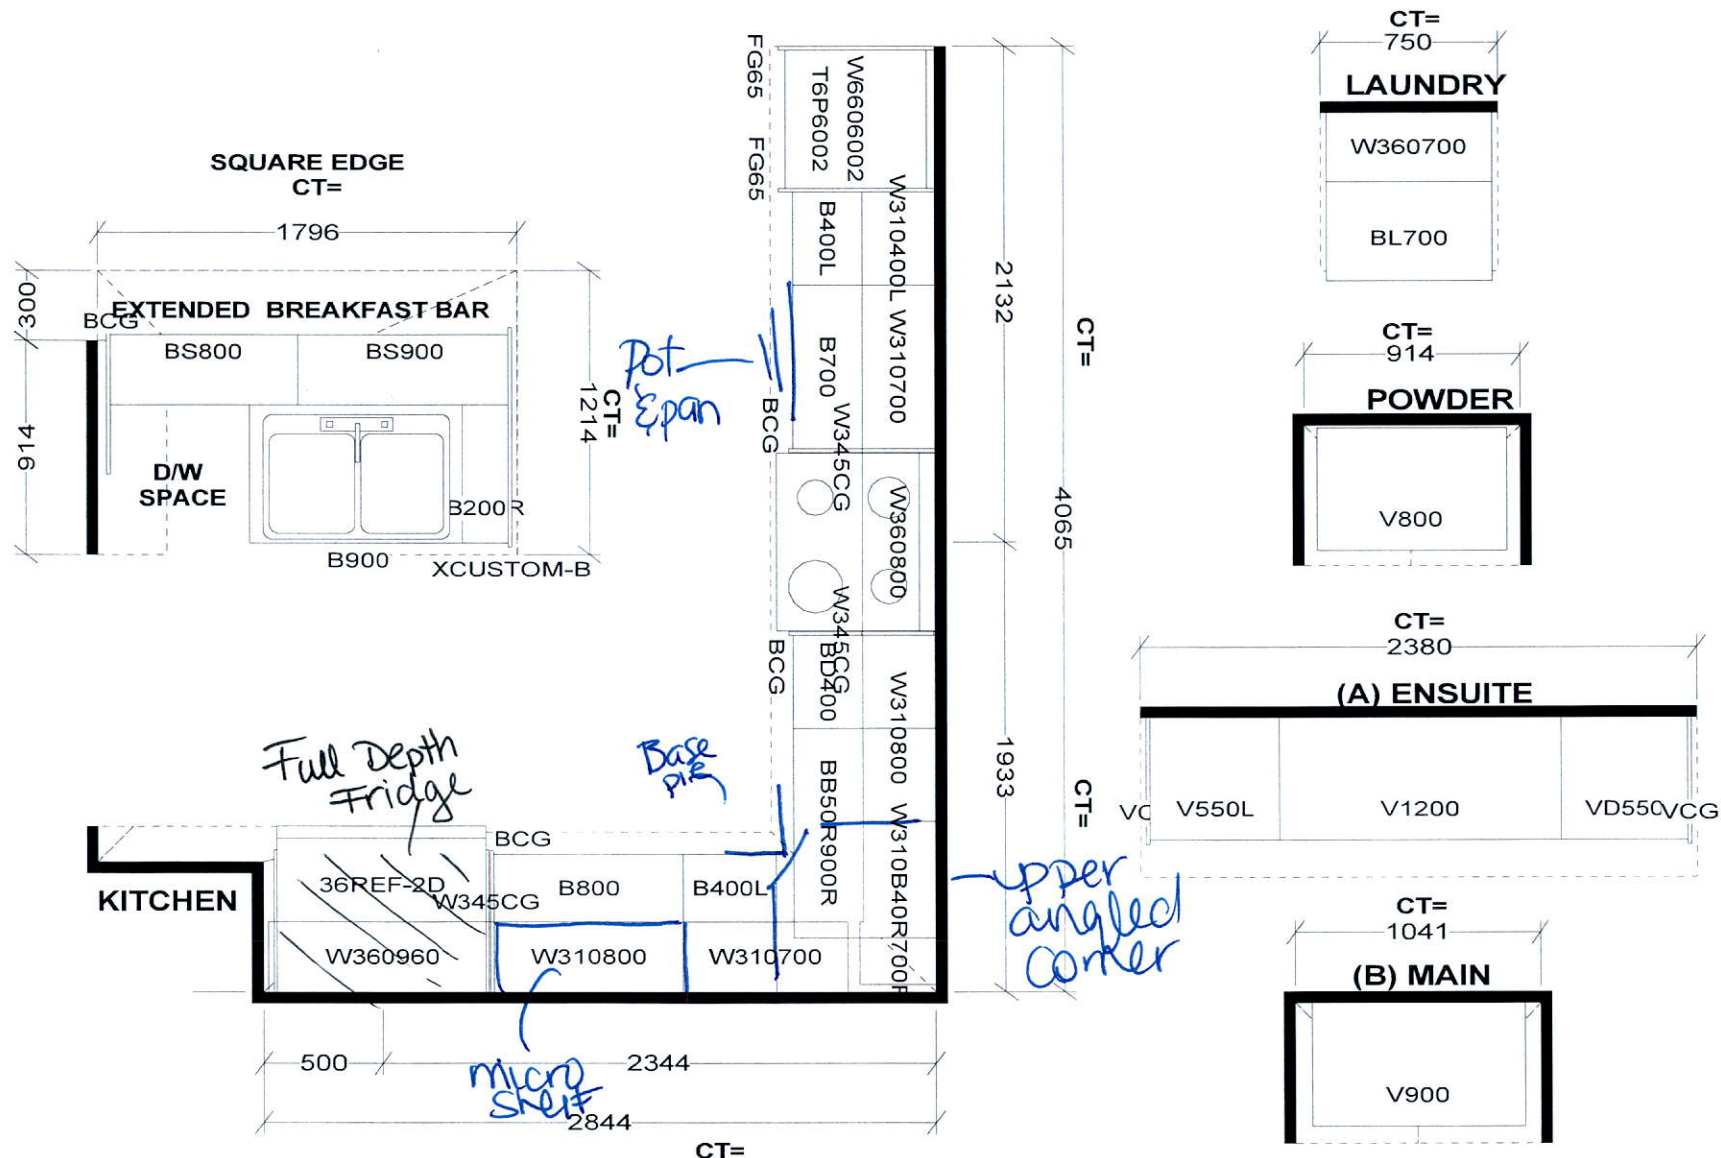 SQUARE EDGE
CT=
1796
300
EXTENDED BREAKFAST BAR
BCG
BS800
BS900
914
D/W
SPACE
B200R
B900
XCUSTOM-B
CT=
1214
Pot
& pan
FG65
FG65
T6P6002
W6606002
B400L
W310400L
B700
W310700
BCG
W345CG
W360800
W345CG
BCG
BD400
W310800
BB50R900R
W310B40R700R
2132
4065
1933
CT=
CT=
Full Depth
Fridge
Base
upper
angled
corner
KITCHEN
36REF-2D
BCG
W345CG
B800
B400L
W360960
W310800
W310700
500
2344
micro
shelf
2844
CT=
CT=
750
LAUNDRY
W360700
BL700
CT=
914
POWDER
V800
CT=
2380
(A) ENSUITE
V550L
V1200
VD550
VCG
CT=
1041
(B) MAIN
V900